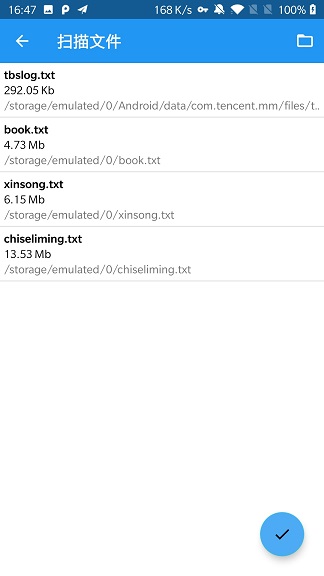 16:47 168 K/s 100%
扫描文件
tbslog.txt
292.05 Kb
/storage/emulated/0/Android/data/com.tencent.mm/files/t..
book.txt
4.73 Mb
/storage/emulated/0/book.txt
xinsong.txt
6.15 Mb
/storage/emulated/0/xinsong.txt
chiseliming.txt
13.53 Mb
/storage/emulated/0/chiseliming.txt